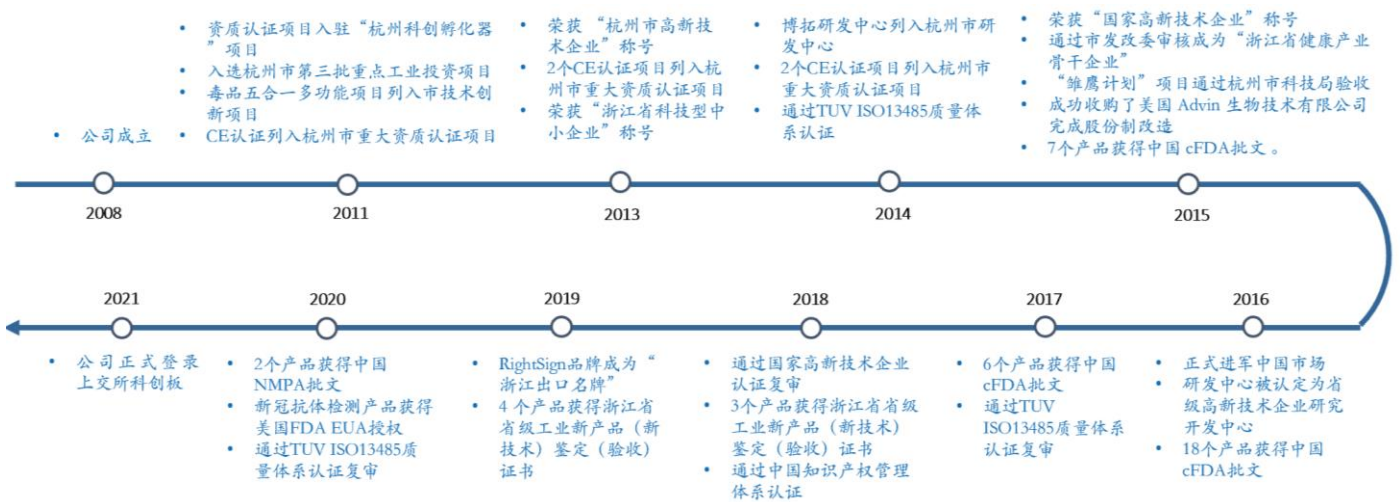 • 公司成立
2008
• 资质认证项目入驻“杭州科创孵化器
”项目
• 入选杭州市第三批重点工业投资项目
• 毒品五合一多功能项目列入市技术创
新项目
• CE认证列入杭州市重大资质认证项目
2011
• 荣获“杭州市高新技
术企业”称号
• 2个CE认证项目列入杭
州市重大资质认证项目
• 荣获“浙江省科技型中
小企业”称号
2013
• 博拓研发中心列入杭州市研
发中心
• 2个CE认证项目列入杭州市
重大资质认证项目
• 通过TUV ISO13485质量体
系认证
2014
• 荣获“国家高新技术企业”称号
• 通过市发改委审核成为“浙江省健康产业
骨干企业”
• “雏鹰计划”项目通过杭州市科技局验收
• 成功收购了美国 Advin 生物技术有限公司
完成股份制改造
• 7个产品获得中国 cFDA批文 。
2015
2016
• 正式进军中国市场
• 研发中心被认定为省
级高新技术企业研究
开发中心
• 18个产品获得中国
cFDA批文
2017
• 6个产品获得中国
cFDA批文
• 通过TUV
ISO13485质量体系
认证复审
2018
• 通过国家高新技术企业
认证复审
• 3个产品获得浙江省省级
工业新产品（新技术）
鉴定（验收）证书
• 通过中国知识产权管理
体系认证
2019
• RightSign品牌成为“
浙江出口名牌”
• 4 个产品获得浙江省
省级工业新产品（新
技术）鉴定（验收）
证书
2020
• 2个产品获得中国
NMPA批文
• 新冠抗体检测产品获得
美国FDA EUA授权
• 通过TUV ISO13485质
量体系认证复审
2021
• 公司正式登录
上交所科创板